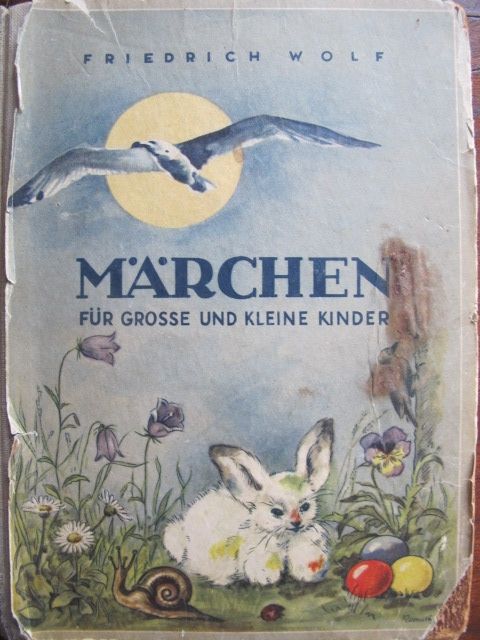 FRIEDRICH WOLF
MÄRCHEN
FÜR GROSSE UND KLEINE KINDER